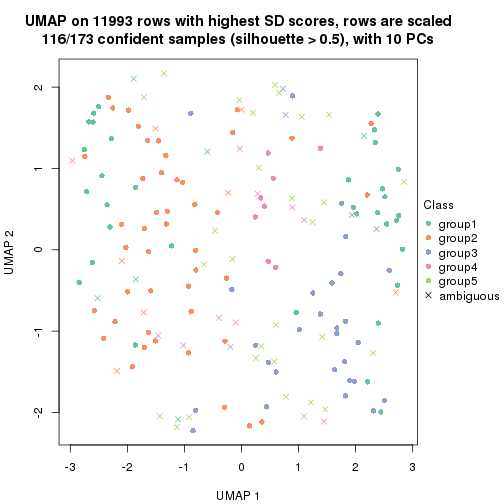 UMAP on 11993 rows with highest SD scores, rows are scaled
116/173 confident samples (silhouette > 0.5), with 10 PCs
2
1
0
-1
-2
UMAP 2
-3
-2
-1
0
1
2
3
UMAP 1
Class
group1
group2
group3
group4
group5
ambiguous